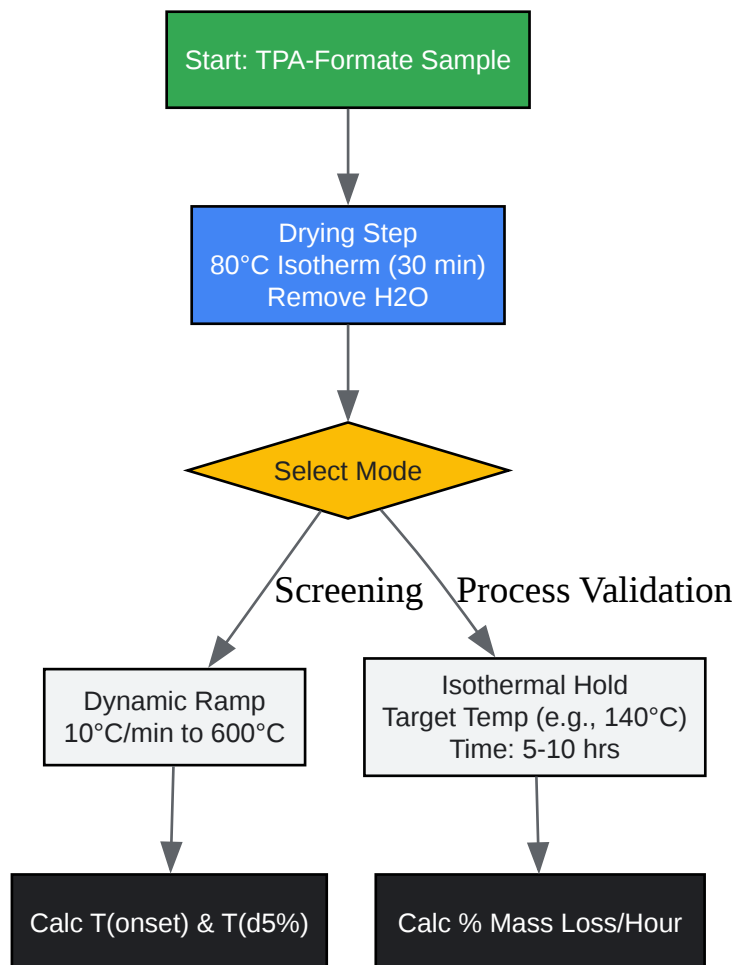 Start: TPA-Formate Sample
Drying Step
80°C Isotherm (30 min)
Remove H2O
Select Mode
Screening
Process Validation
Dynamic Ramp
10°C/min to 600°C
Isothermal Hold
Target Temp (e.g., 140°C)
Time: 5-10 hrs
Calc T(onset) & T(d5%)
Calc % Mass Loss/Hour